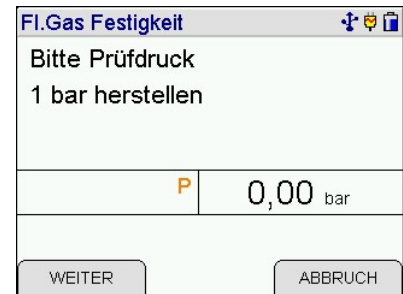 Fl.Gas Festigkeit
Bitte Prüfdruck
1 bar herstellen
P 0,00 bar
WEITER ABBRUCH